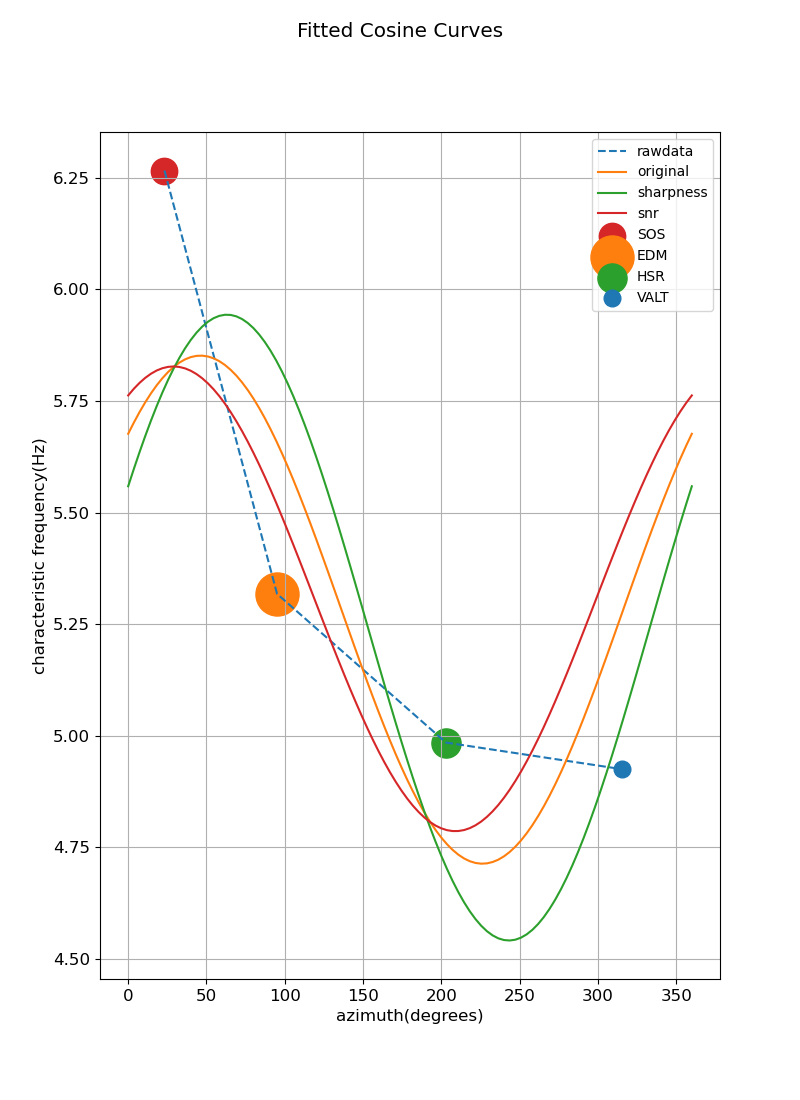 Fitted Cosine Curves
rawdata
original
sharpness
snr
SOS
EDM
HSR
VALT
6.25
6.00
5.75
5.50
5.25
5.00
4.75
4.50
characteristic frequency(Hz)
0 50 100 150 200 250 300 350
azimuth(degrees)